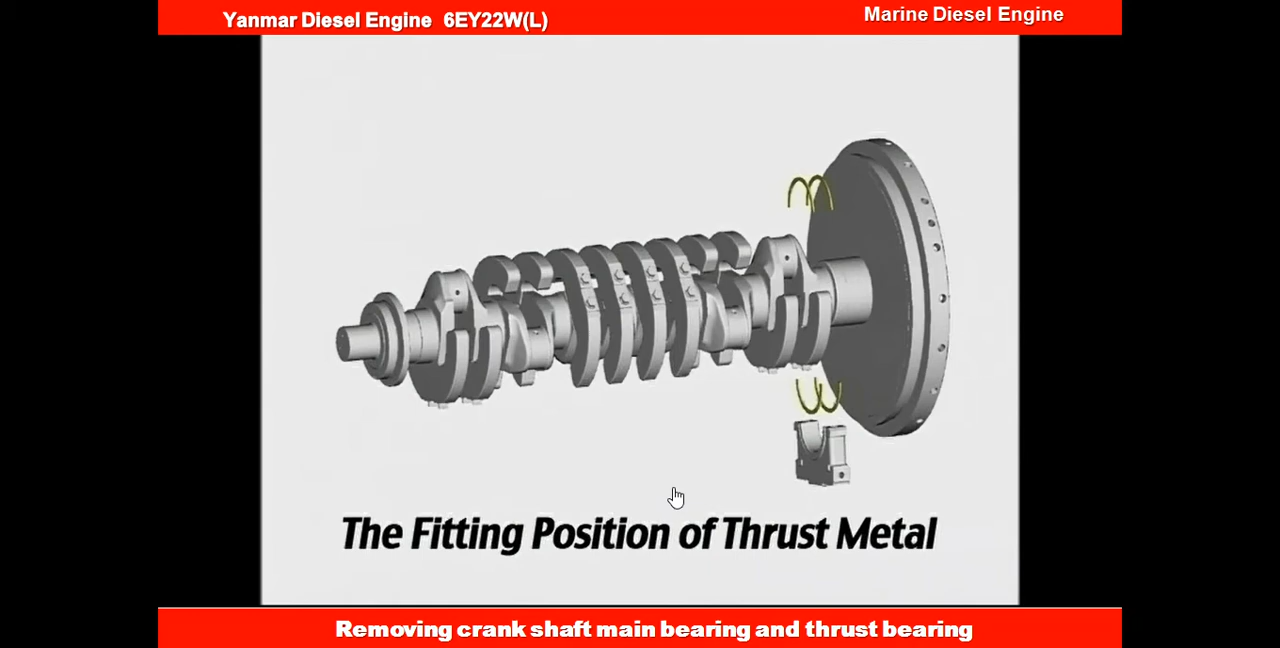 Yanmar Diesel Engine 6EY22W(L)
Marine Diesel Engine
The Fitting Position of Thrust Metal
Removing crank shaft main bearing and thrust bearing